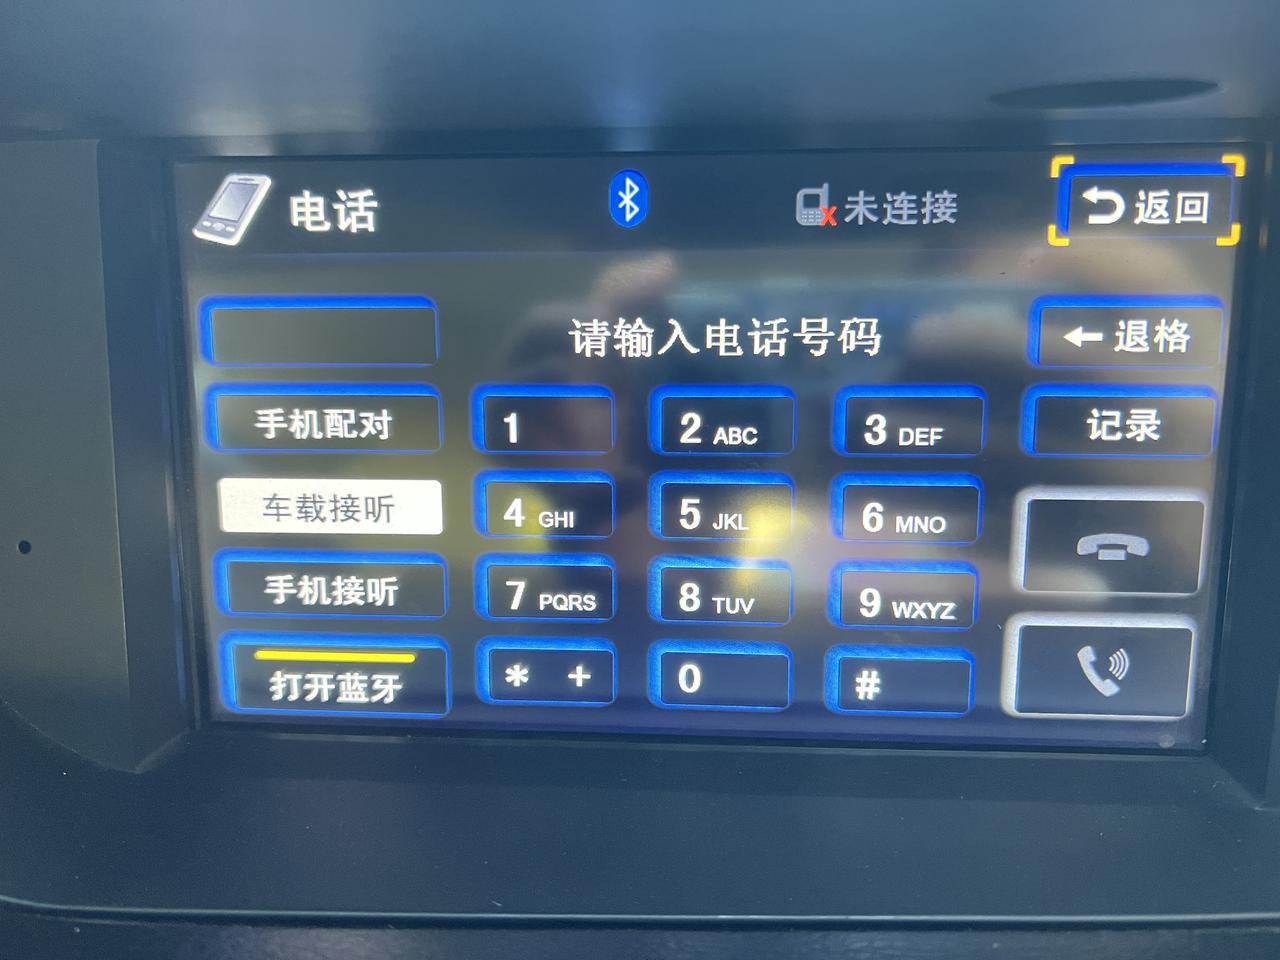 电话
未连接
返回
请输入电话号码
退格
手机配对
1
2 ABC
3 DEF
记录
车载接听
4 GHI
5 JKL
6 MNO
手机接听
7 PQRS
8 TUV
9 WXYZ
打开蓝牙
* +
0
#